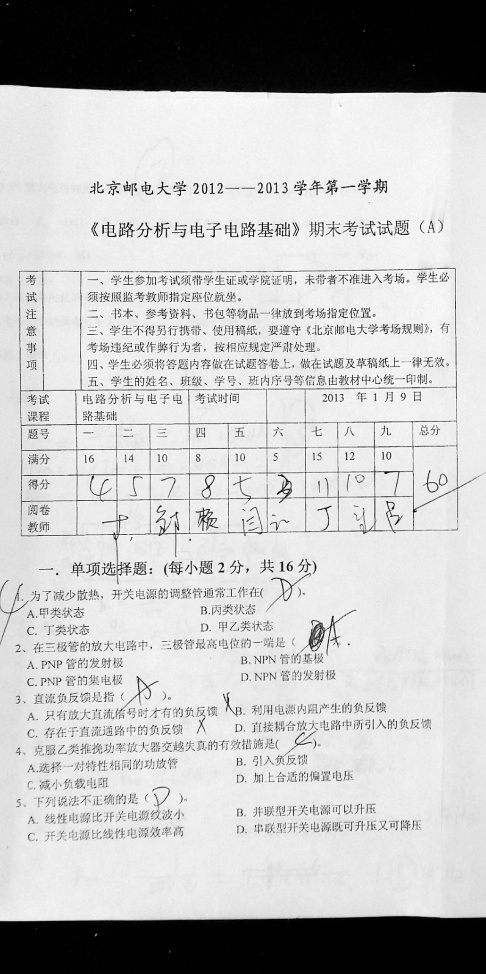 北京邮电大学2012——2013学年第一学期
《电路分析与电子电路基础》期末考试试题（A）
考试注意事项
一、学生参加考试须带学生证或学院证明，未带者不准进入考场。学生必
须按照监考教师指定座位就坐。
二、书本、参考资料、书包等物品一律放到考场指定位置。
三、学生不得另行携带、使用稿纸，要遵守《北京邮电大学考场规则》，有
考场违纪或作弊行为者，按相应规定严肃处理。
四、学生必须将答题内容做在试题答卷上，做在试题及草稿纸上一律无效。
五、学生的姓名、班级、学号、班内序号等信息由教材中心统一印制。
考试课程 电路分析与电子电路基础 考试时间 2013 年 1 月 9 日
题号 一 二 三 四 五 六 七 八 九 总分
满分 16 14 10 8 10 5 15 12 10
得分 4 5 7 8 5 11 10 7 60
阅卷教师
一．单项选择题：(每小题2分，共16分)
4
1. 为了减少散热，开关电源的调整管通常工作在( D )。
A.甲类状态 B.丙类状态
C. 丁类状态 D. 甲乙类状态
2、在三极管的放大电路中，三极管最高电位的一端是（ A .
A. PNP 管的发射极 B. NPN 管的基极
C. PNP 管的集电极 D. NPN 管的发射极
3、直流负反馈是指（ A ）。
A. 只有放大直流信号时才有的负反馈 B. 利用电源内阻产生的负反馈
C. 存在于直流通路中的负反馈 D. 直接耦合放大电路中所引入的负反馈
4、克服乙类推挽功率放大器交越失真的有效措施是( C )。
A.选择一对特性相同的功放管 B. 引入负反馈
C.减小负载电阻 D. 加上合适的偏置电压
5、下列说法不正确的是（ D ）。
A. 线性电源比开关电源纹波小 B. 并联型开关电源可以升压
C. 开关电源比线性电源效率高 D. 串联型开关电源既可升压又可降压